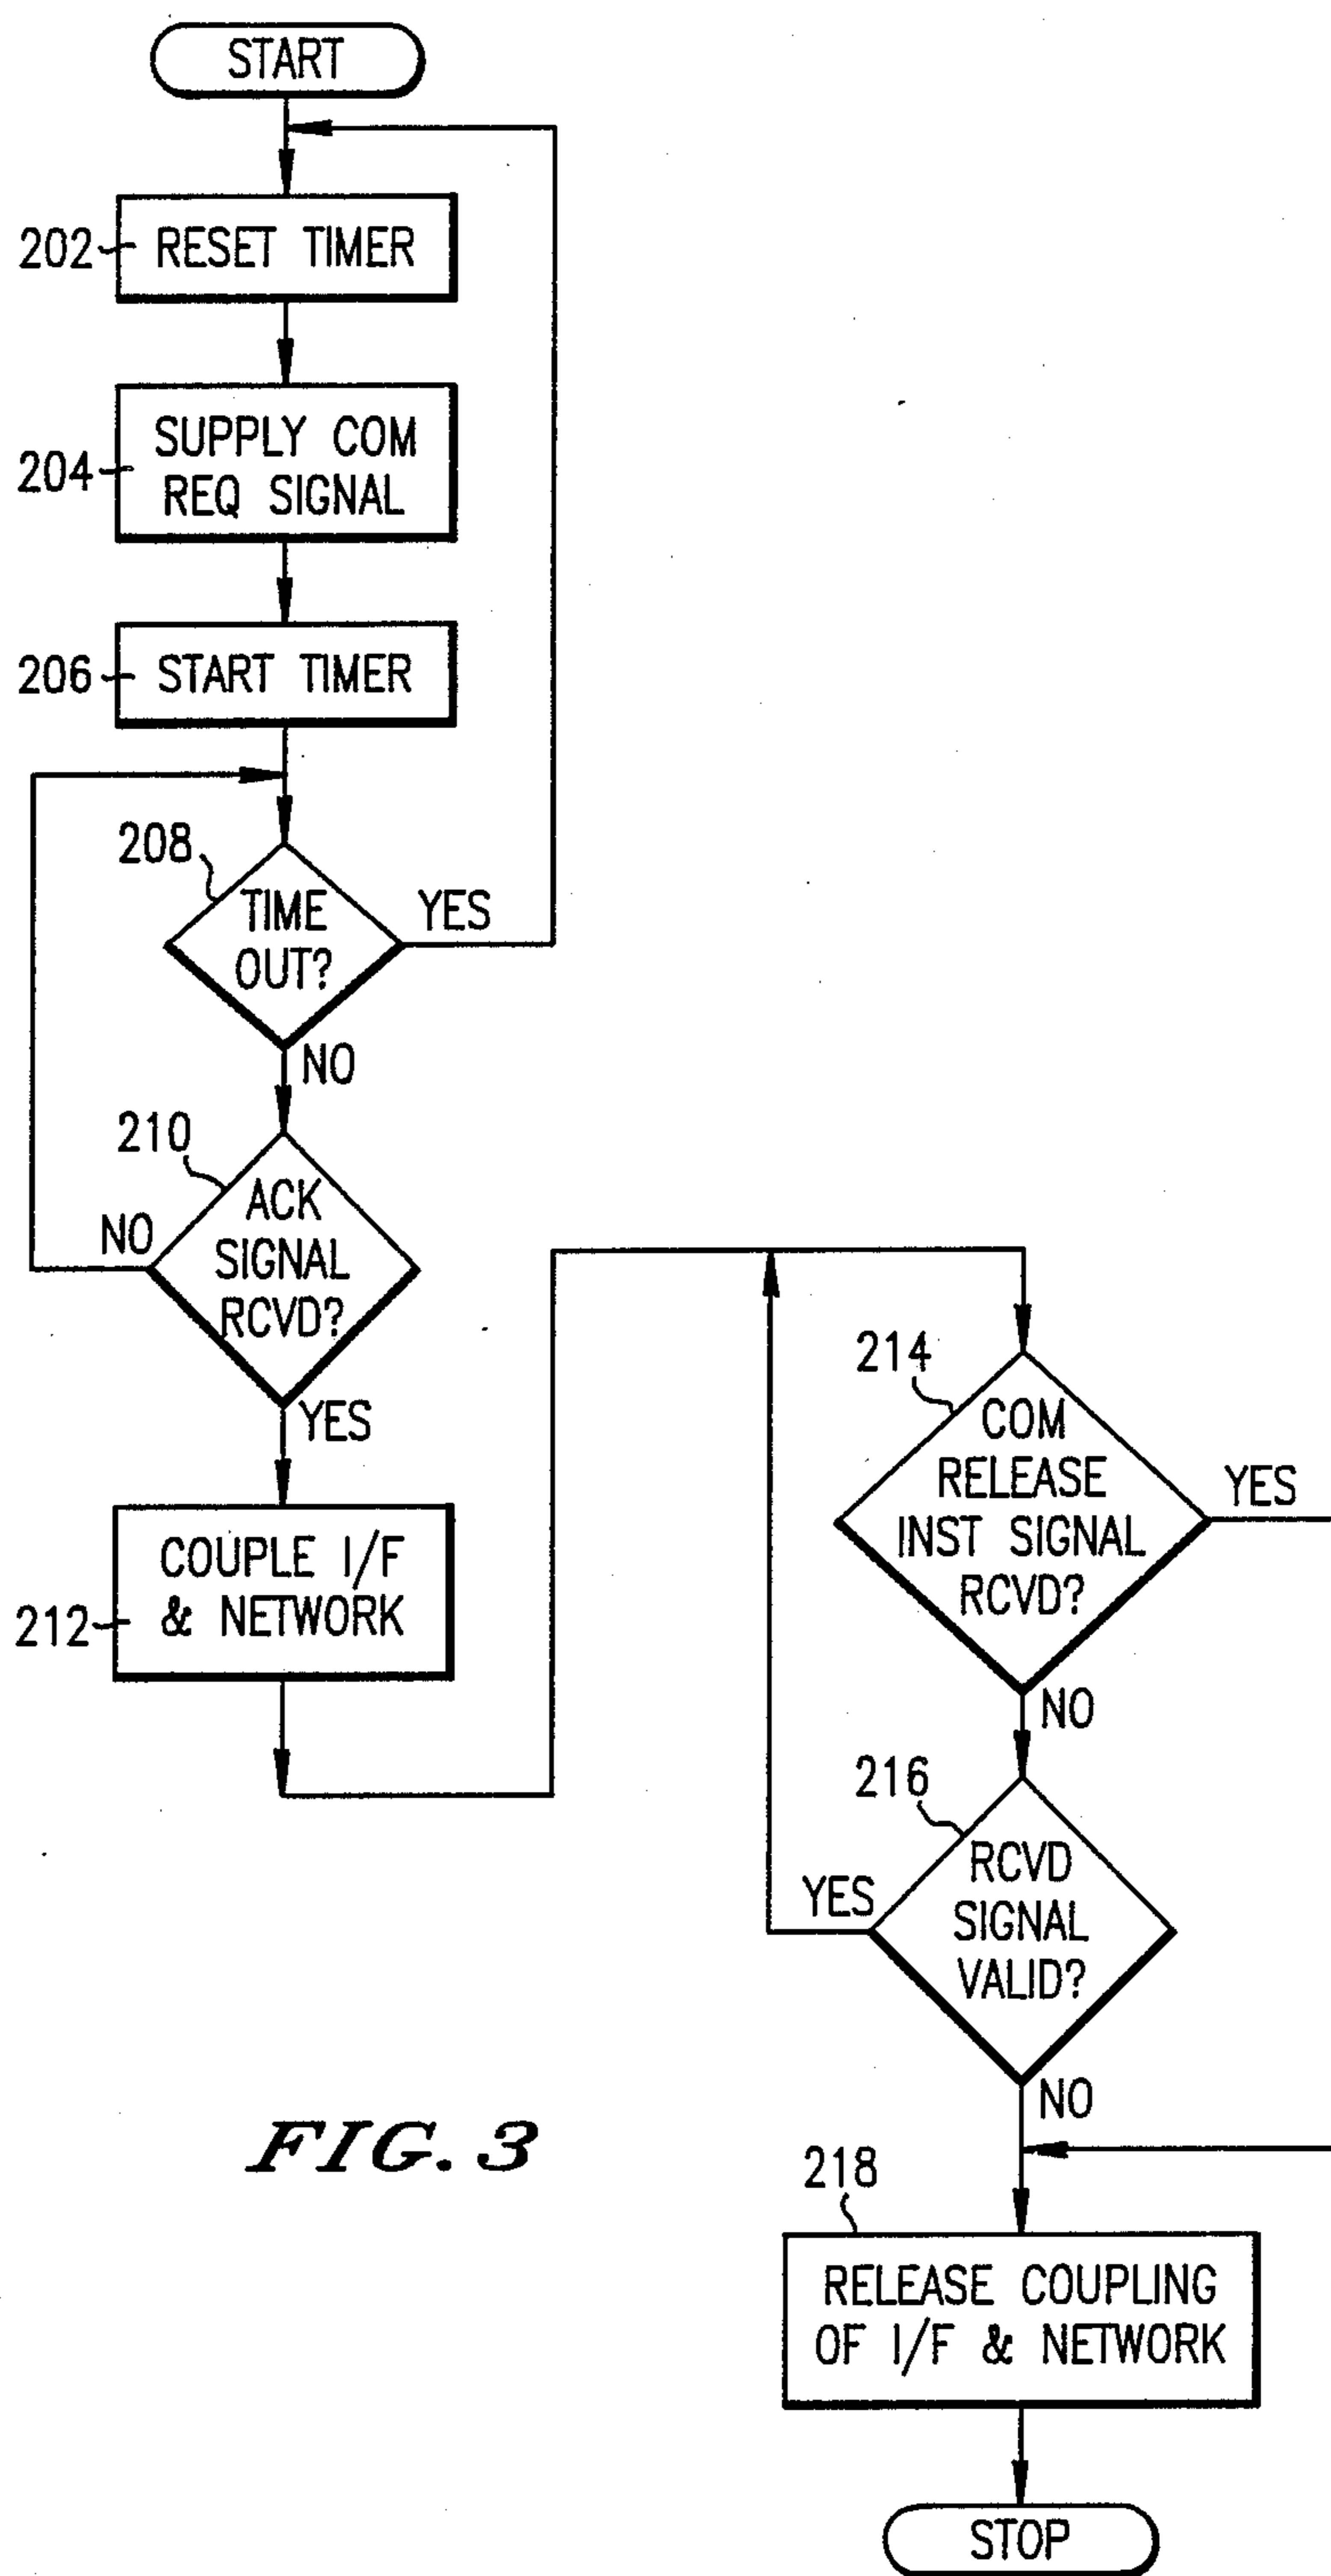 START
202
RESET TIMER
204
SUPPLY COM
REQ SIGNAL
206
START TIMER
208
TIME
OUT?
YES
NO
210
ACK
SIGNAL
RCVD?
NO
YES
212
COUPLE I/F
& NETWORK
214
COM
RELEASE
INST SIGNAL
RCVD?
YES
NO
216
RCVD
SIGNAL
VALID?
YES
NO
218
RELEASE COUPLING
OF I/F & NETWORK
STOP
FIG. 3